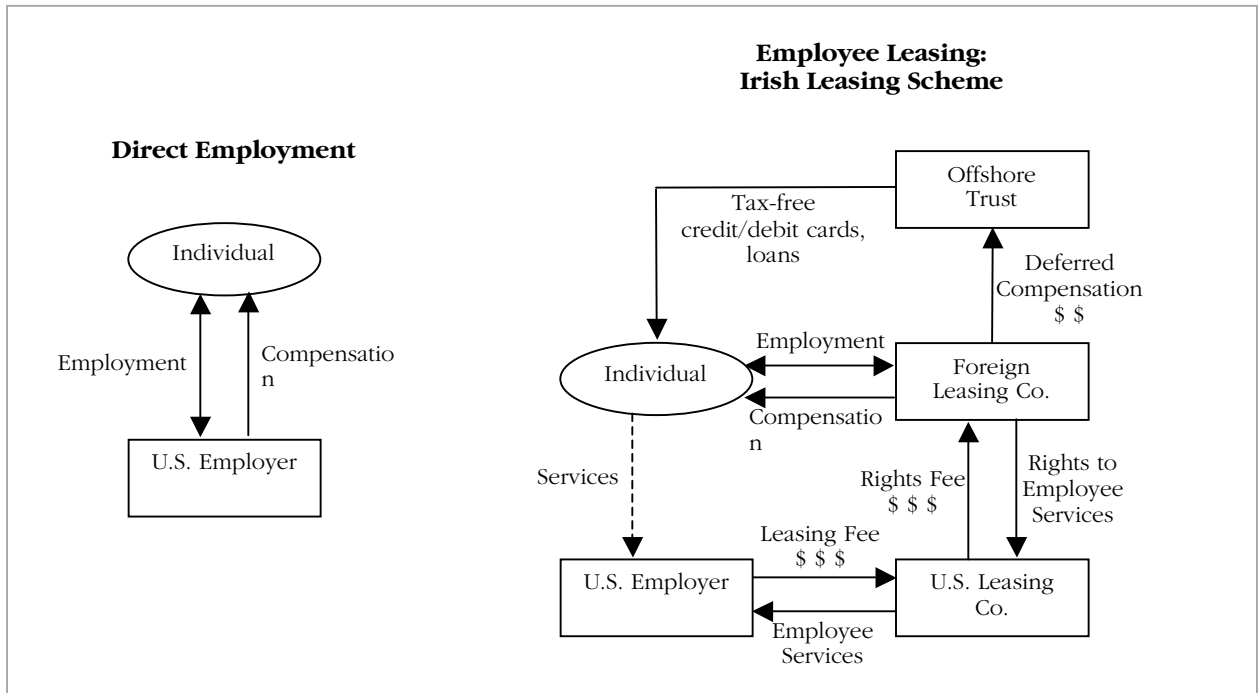 Direct Employment
Individual
Employment
Compensatio
n
U.S. Employer
Employee Leasing:
Irish Leasing Scheme
Offshore
Trust
Tax-free
credit/debit cards,
loans
Deferred
Compensation
$ $
Individual
Employment
Compensatio
n
Foreign
Leasing Co.
Services
Rights Fee
$ $ $
Rights to
Employee
Services
Leasing Fee
$ $ $
U.S. Employer
U.S. Leasing
Co.
Employee
Services